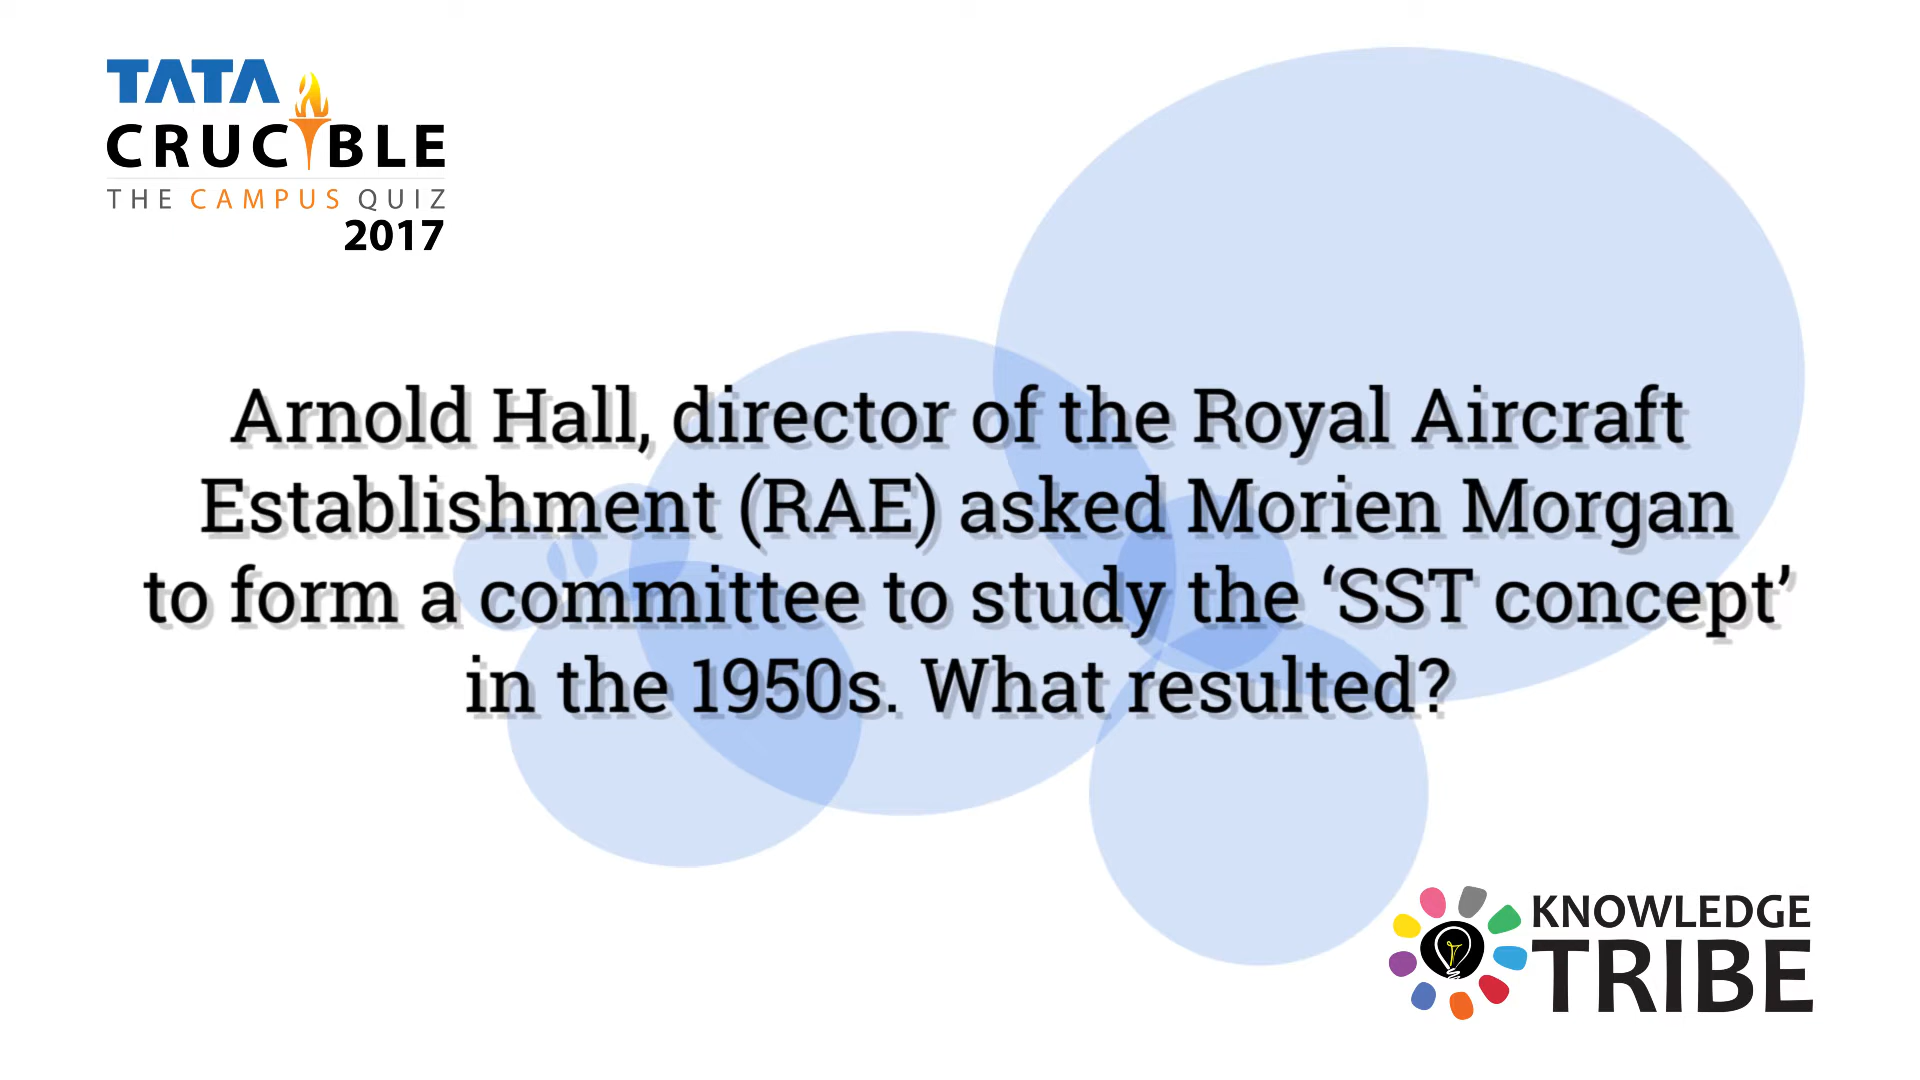 TATA
CRUCIBLE
THE CAMPUS QUIZ
2017
Arnold Hall, director of the Royal Aircraft
Establishment (RAE) asked Morien Morgan
to form a committee to study the ‘SST concept’
in the 1950s. What resulted?
KNOWLEDGE
TRIBE